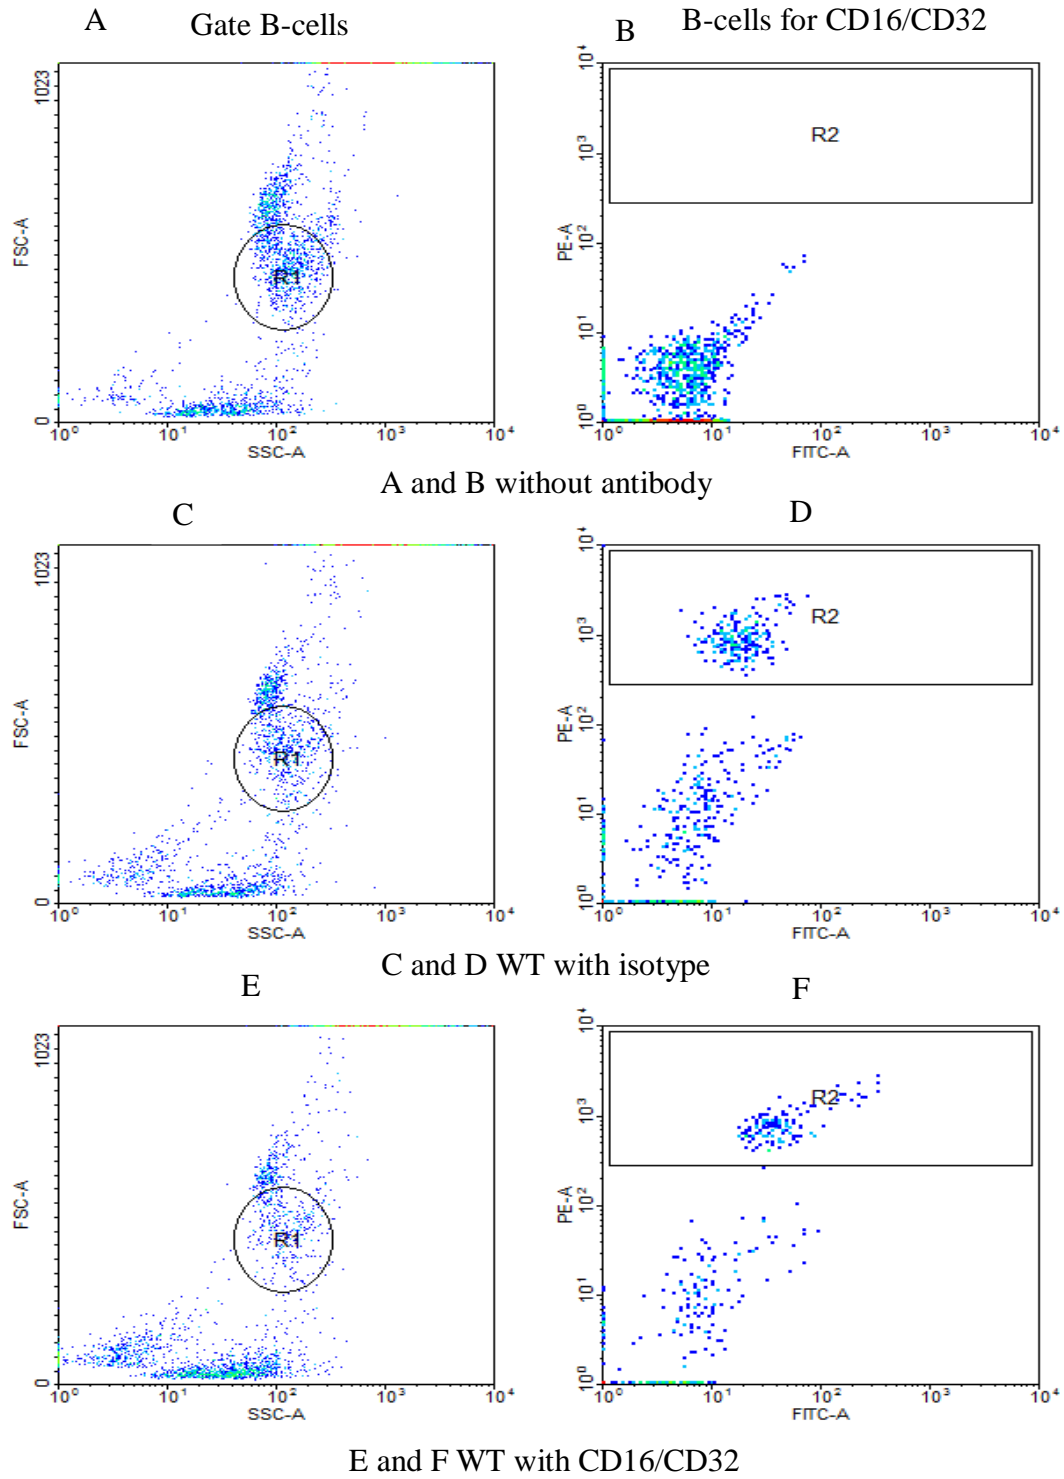 A
Gate B-cells
B
B-cells for CD16/CD32
1023
FSC-A
0
R1
10⁰ 10¹ 10² 10³ 10⁴
SSC-A
10⁴
10³
10²
10¹
10⁰
PE-A
R2
10⁰ 10¹ 10² 10³ 10⁴
FITC-A
A and B without antibody
C
D
1023
FSC-A
0
R1
10⁰ 10¹ 10² 10³ 10⁴
SSC-A
10⁴
10³
10²
10¹
10⁰
PE-A
R2
10⁰ 10¹ 10² 10³ 10⁴
FITC-A
C and D WT with isotype
E
F
1023
FSC-A
0
R1
10⁰ 10¹ 10² 10³ 10⁴
SSC-A
10⁴
10³
10²
10¹
10⁰
PE-A
R2
10⁰ 10¹ 10² 10³ 10⁴
FITC-A
E and F WT with CD16/CD32